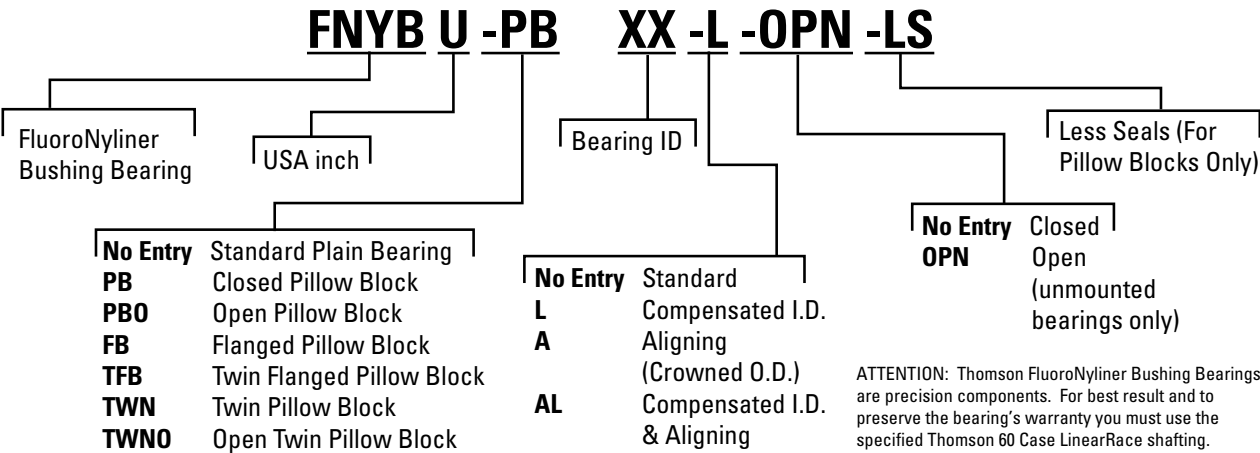 FNYB U -PB XX -L -OPN -LS
FluoroNyliner
Bushing Bearing
USA inch
Bearing ID
Less Seals (For
Pillow Blocks Only)
No Entry Standard Plain Bearing
PB Closed Pillow Block
PBO Open Pillow Block
FB Flanged Pillow Block
TFB Twin Flanged Pillow Block
TWN Twin Pillow Block
TWNO Open Twin Pillow Block
No Entry Standard
L Compensated I.D.
A Aligning
(Crowned O.D.)
AL Compensated I.D.
& Aligning
No Entry Closed
OPN Open
(unmounted
bearings only)
ATTENTION: Thomson FluoroNyliner Bushing Bearings
are precision components. For best result and to
preserve the bearing's warranty you must use the
specified Thomson 60 Case LinearRace shafting.